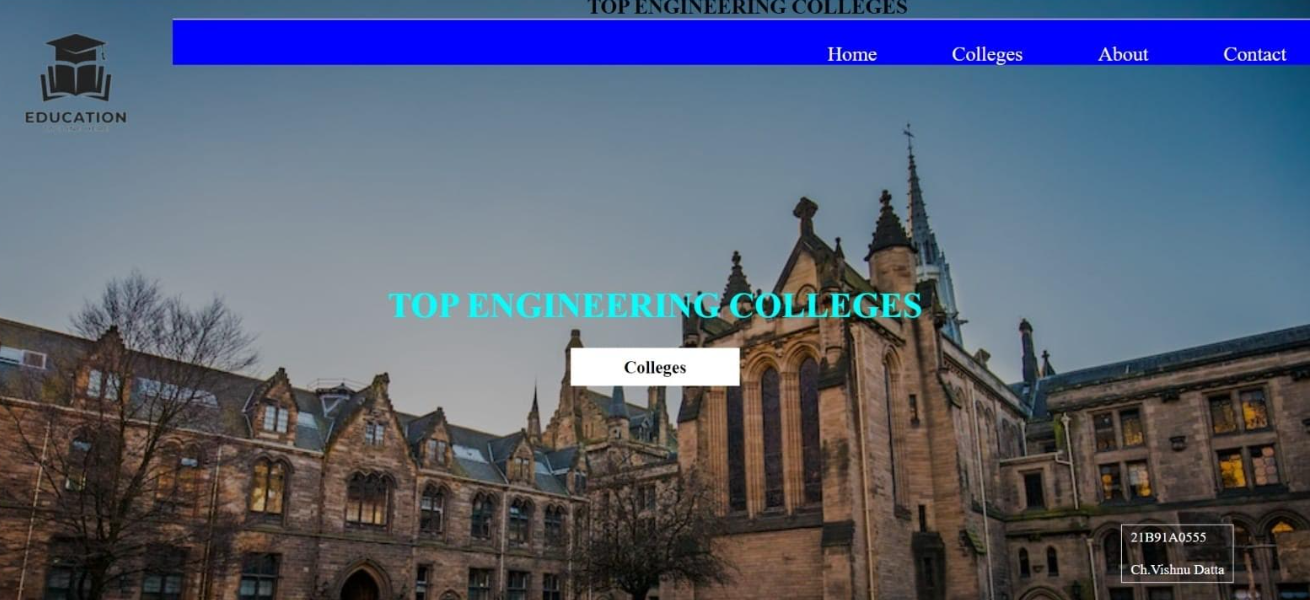 TOP ENGINEERING COLLEGES
Home Colleges About Contact
EDUCATION
TOP ENGINEERING COLLEGES
Colleges
21B91A0555
Ch.Vishnu Datta